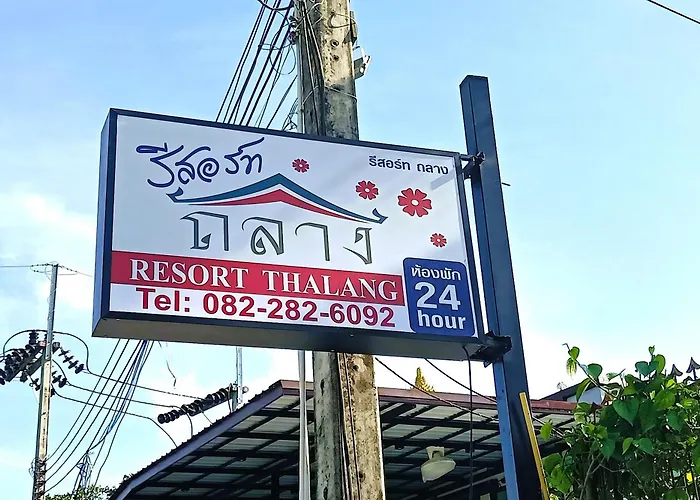 รีสอร์ท
รีสอร์ท ถลาง
ถลาง
RESORT THALANG
Tel: 082-282-6092
ห้องพัก
24
hour